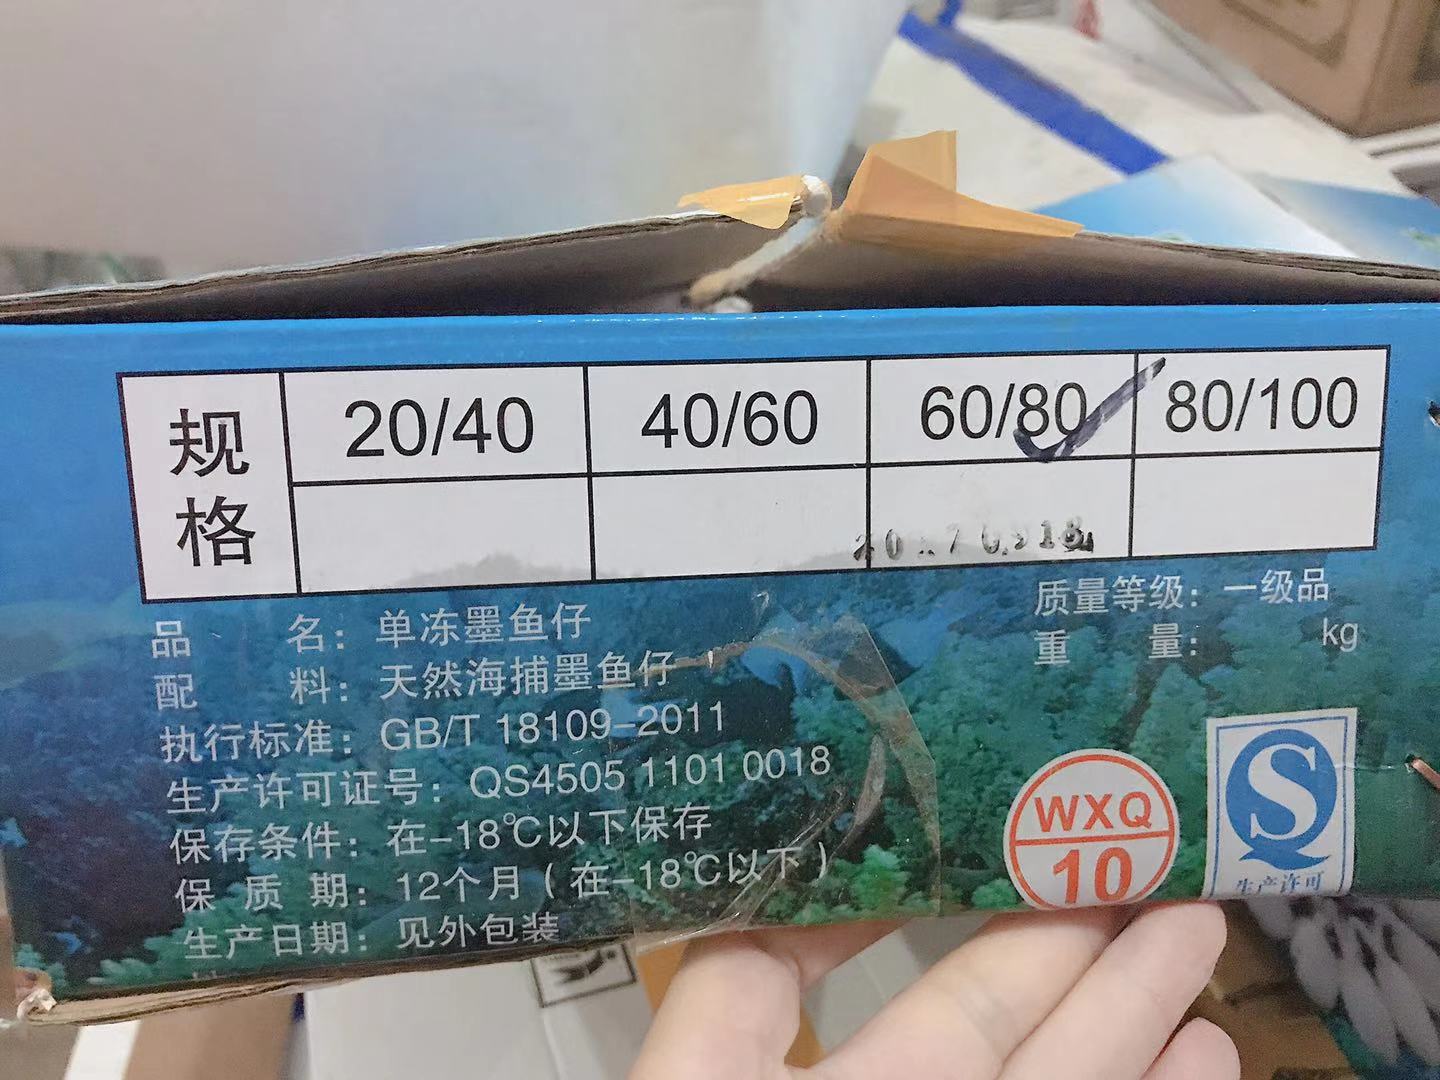 规格 20/40 40/60 60/80 80/100
品 名：单冻墨鱼仔
配 料：天然海捕墨鱼仔
执行标准：GB/T 18109-2011
生产许可证号：QS4505 1101 0018
保存条件：在-18℃以下保存
保 质 期：12个月（在-18℃以下）
生产日期：见外包装
质量等级：一级品
重 量： kg
WXQ
10
生产许可